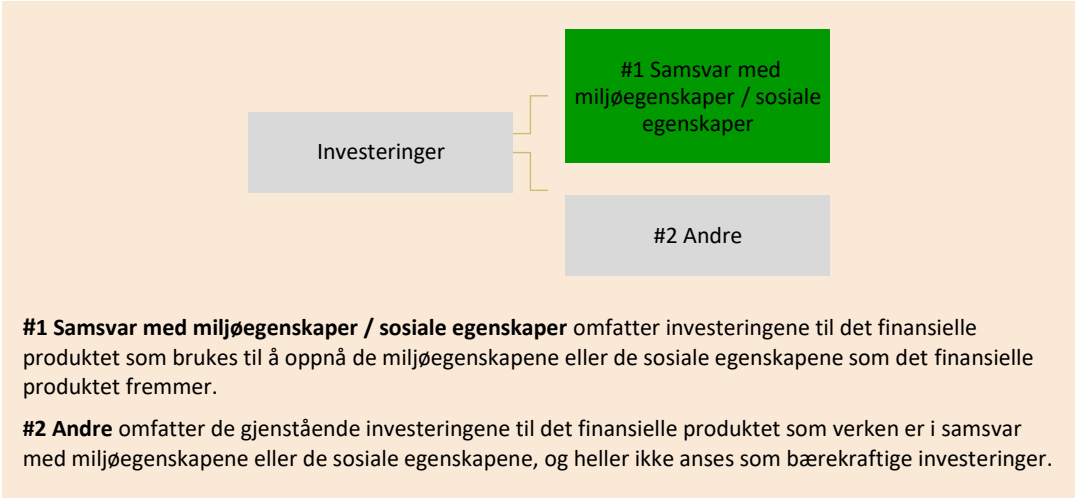 #1 Samsvar med
miljøegenskaper / sosiale
egenskaper
Investeringer
#2 Andre
#1 Samsvar med miljøegenskaper / sosiale egenskaper omfatter investeringene til det finansielle
produktet som brukes til å oppnå de miljøegenskapene eller de sosiale egenskapene som det finansielle
produktet fremmer.
#2 Andre omfatter de gjenstående investeringene til det finansielle produktet som verken er i samsvar
med miljøegenskapene eller de sosiale egenskapene, og heller ikke anses som bærekraftige investeringer.